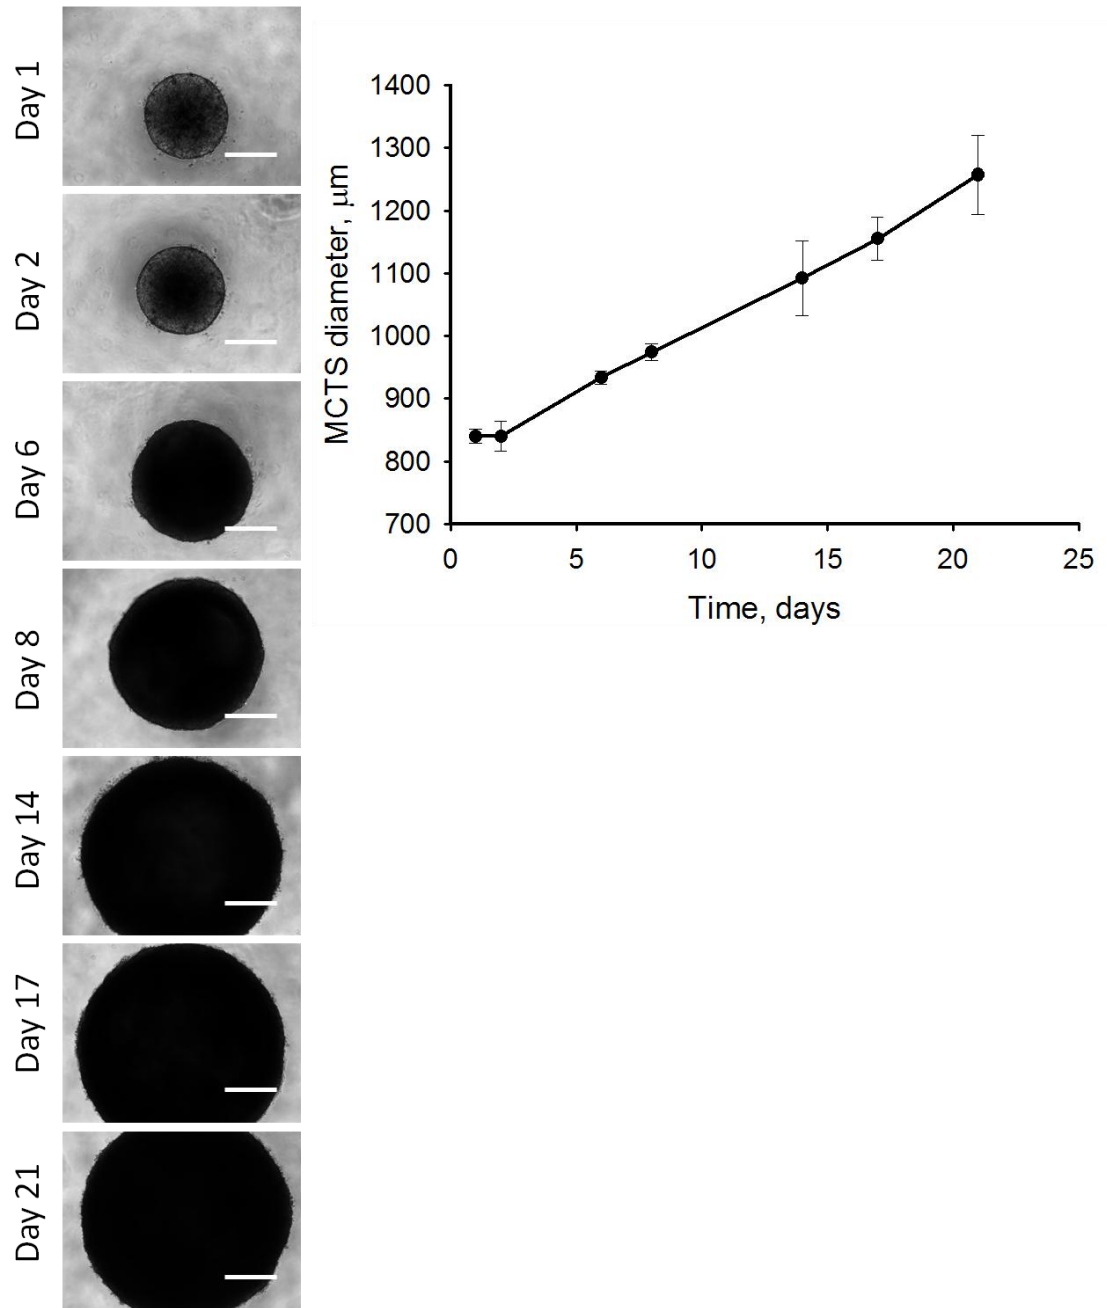 Day 1
Day 2
Day 6
Day 8
Day 14
Day 17
Day 21
MCTS diameter, μm
1400
1300
1200
1100
1000
900
800
700
0 5 10 15 20 25
Time, days